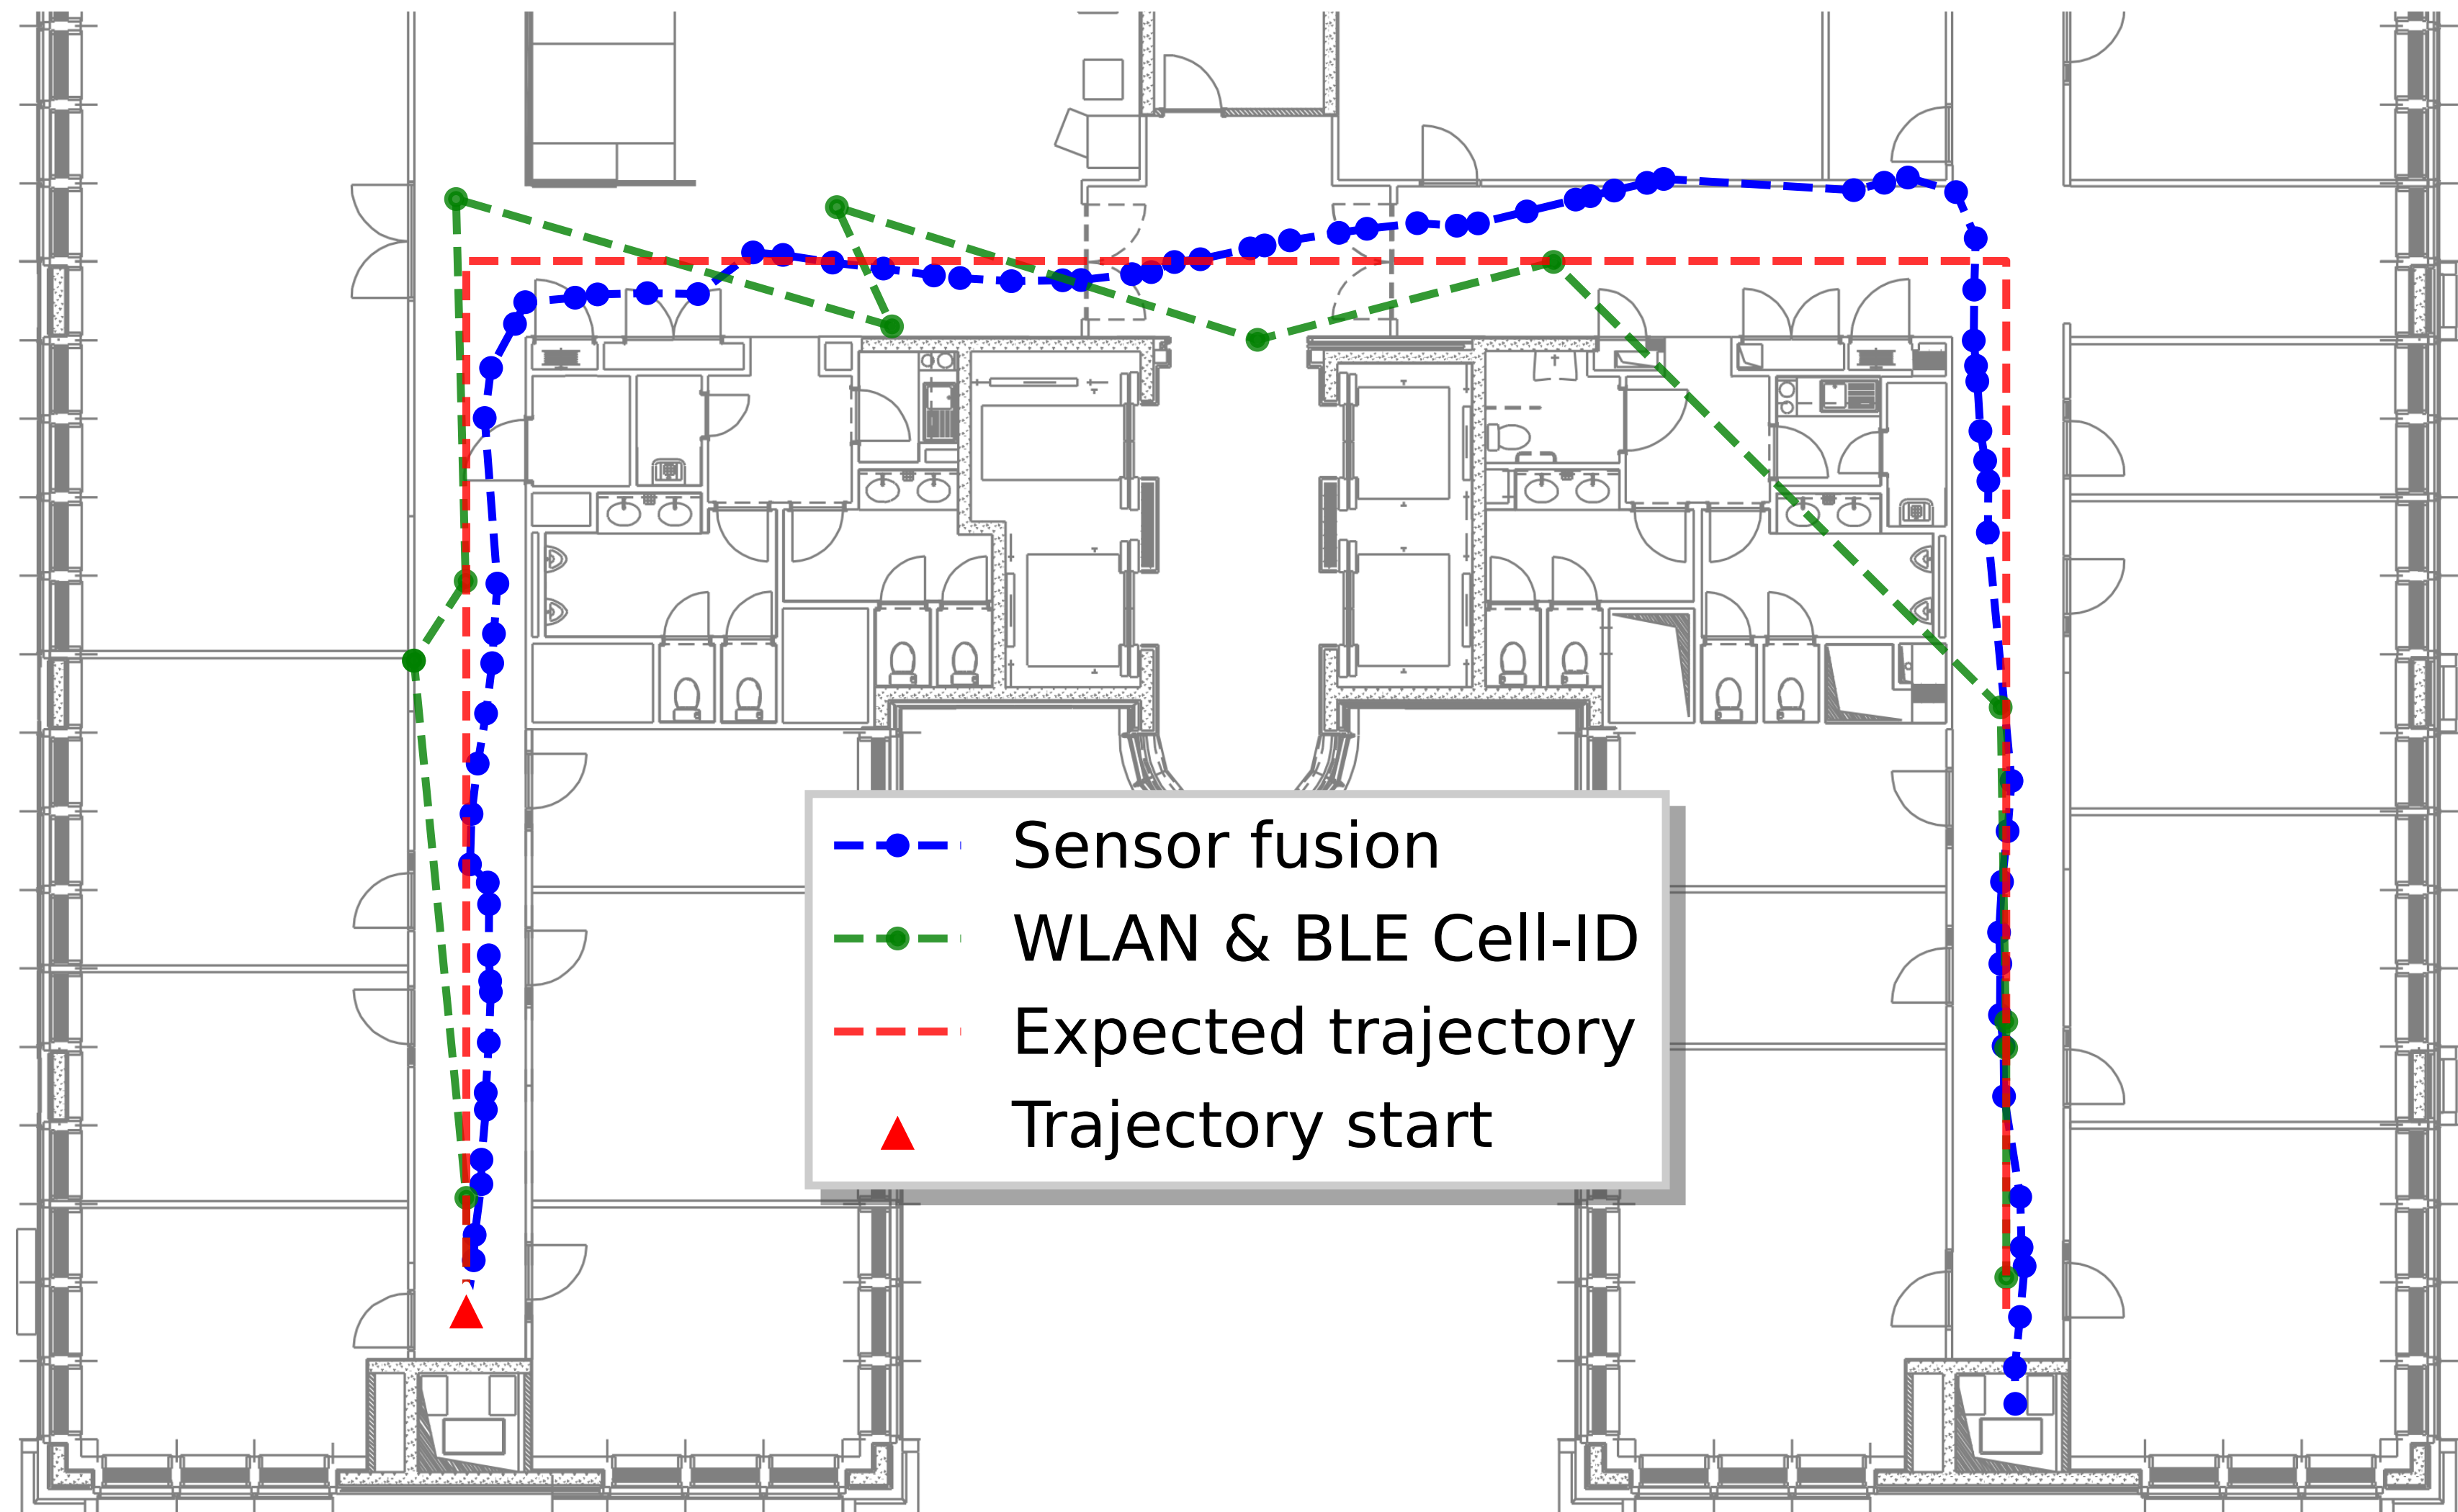 Sensor fusion
WLAN & BLE Cell-ID
Expected trajectory
Trajectory start